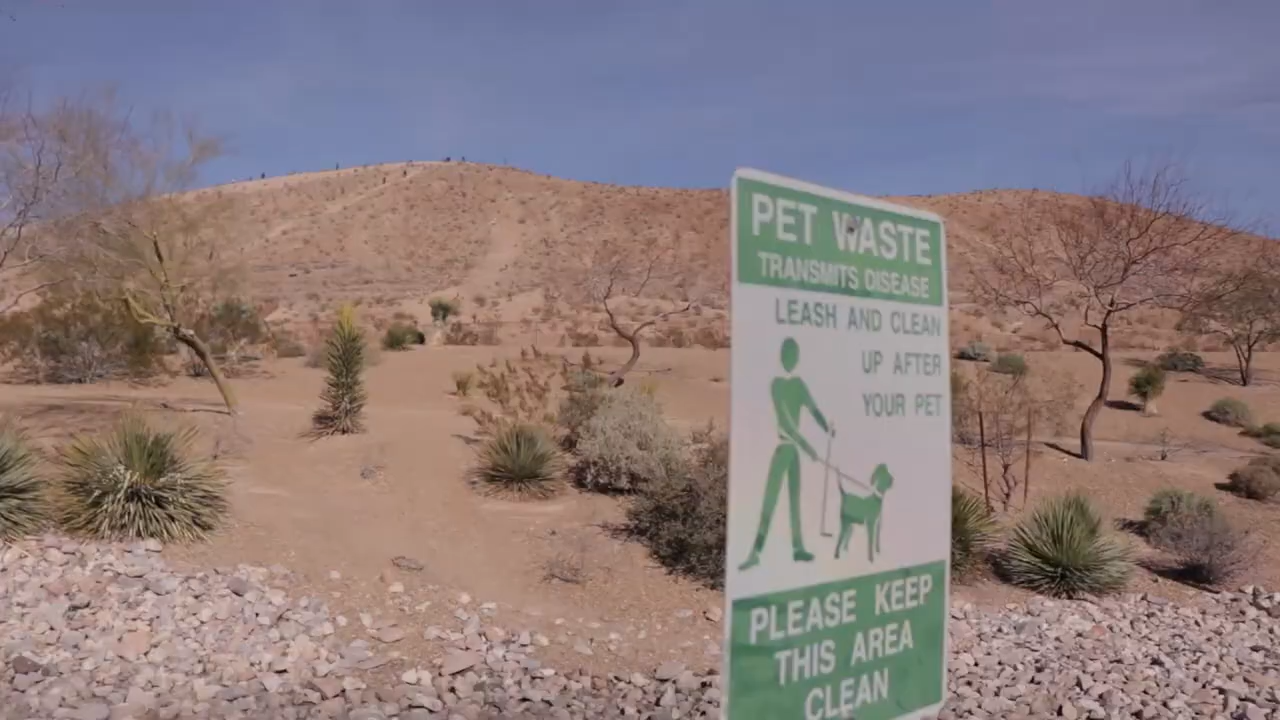 PET WASTE
TRANSMITS DISEASE
LEASH AND CLEAN
UP AFTER
YOUR PET
PLEASE KEEP
THIS AREA
CLEAN